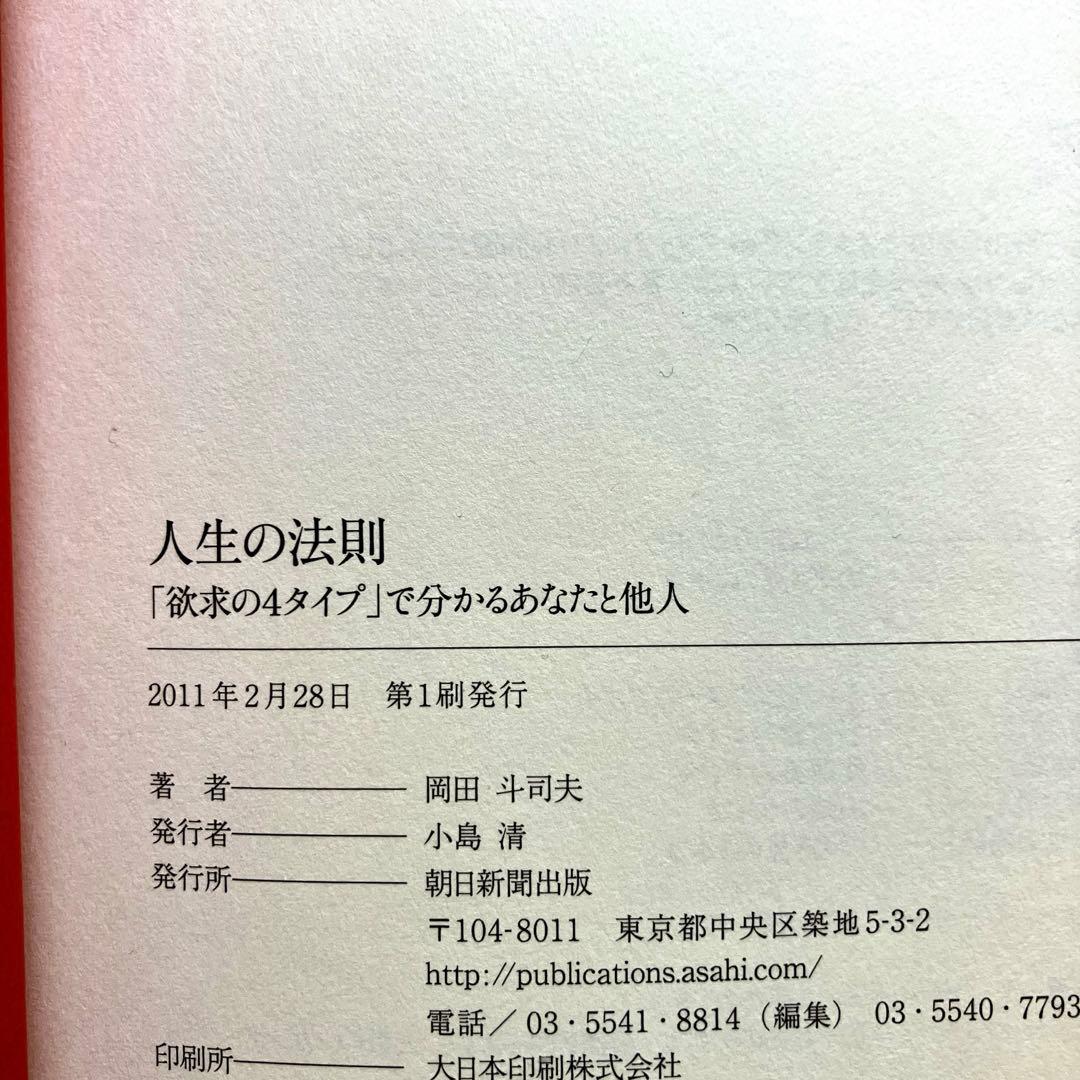 人生の法則
「欲求の4タイプ」で分かるあなたと他人
2011年2月28日　第1刷発行
著　者 岡田 斗司夫
発行者 小島 清
発行所 朝日新聞出版
〒104-8011　東京都中央区築地5-3-2
http://publications.asahi.com/
電話／03・5541・8814（編集）　03・5540・7793
印刷所 大日本印刷株式会社